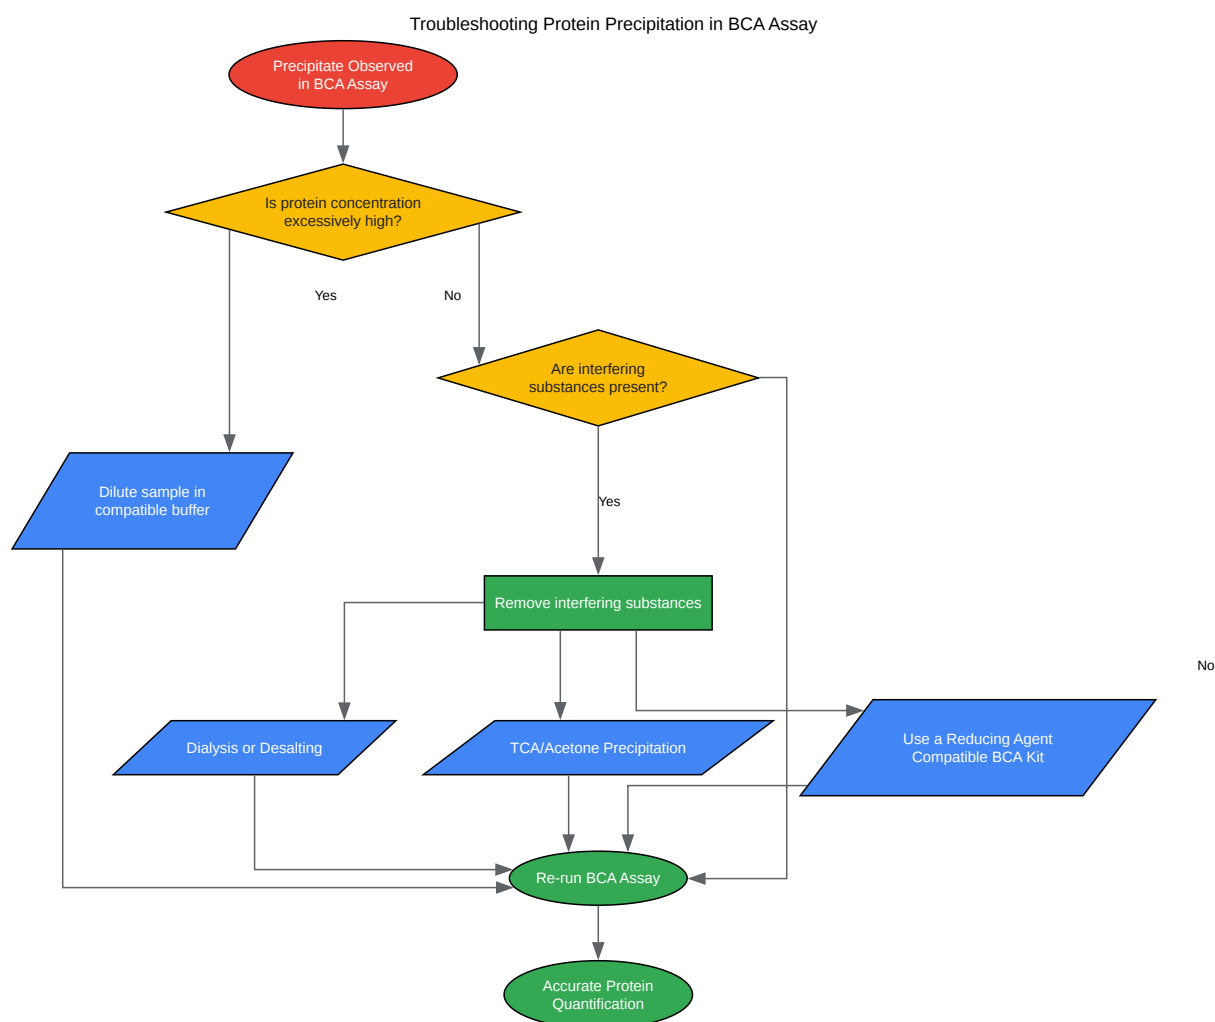 Troubleshooting Protein Precipitation in BCA Assay
Precipitate Observed
in BCA Assay
Is protein concentration
excessively high?
Yes
No
Are interfering
substances present?
Dilute sample in
compatible buffer
Yes
Remove interfering substances
No
Dialysis or Desalting
TCA/Acetone Precipitation
Use a Reducing Agent
Compatible BCA Kit
Re-run BCA Assay
Accurate Protein
Quantification